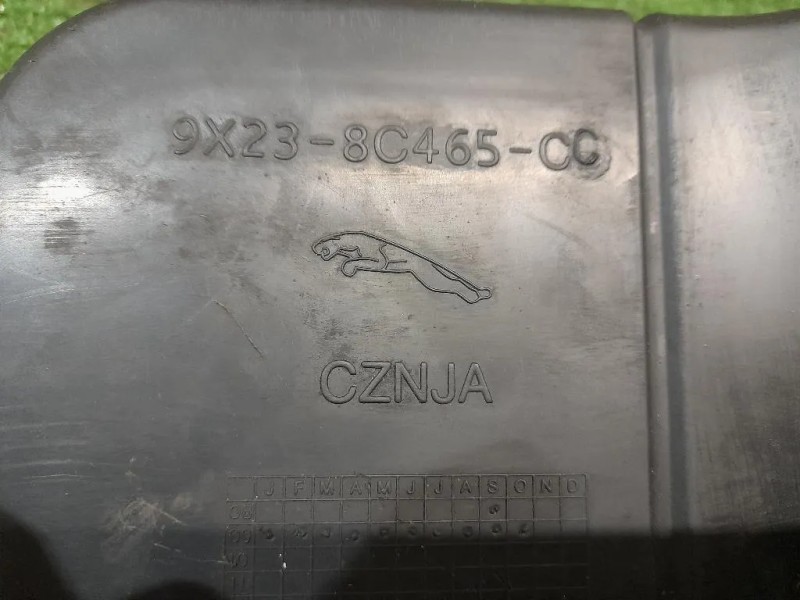 9X23-8C465-CC
CZNJA
J F M A M J J A S O N D